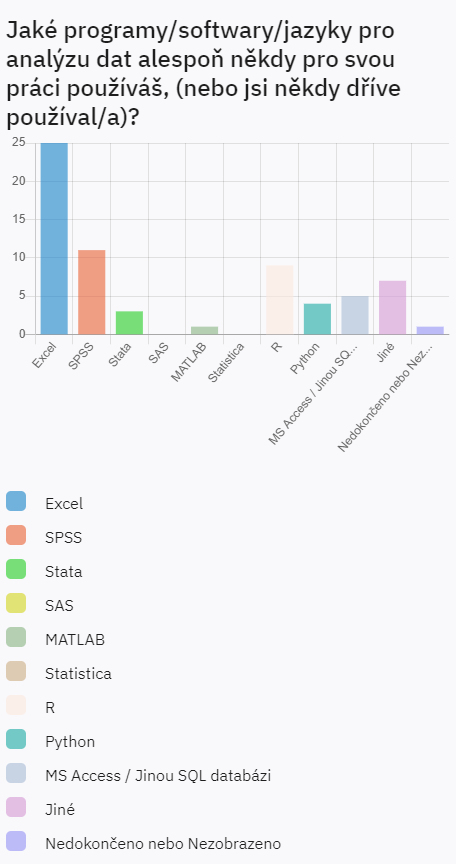 Jaké programy/softwary/jazyky pro
analýzu dat alespoň někdy pro svou
práci používáš, (nebo jsi někdy dříve
používal/a)?
25
20
15
10
5
0
Excel
SPSS
Stata
SAS
MATLAB
Statistica
R
Python
MS Access / Jinou SQ...
Jiné
Nedokončeno nebo Nez...
Excel
SPSS
Stata
SAS
MATLAB
Statistica
R
Python
MS Access / Jinou SQL databázi
Jiné
Nedokončeno nebo Nezobrazeno